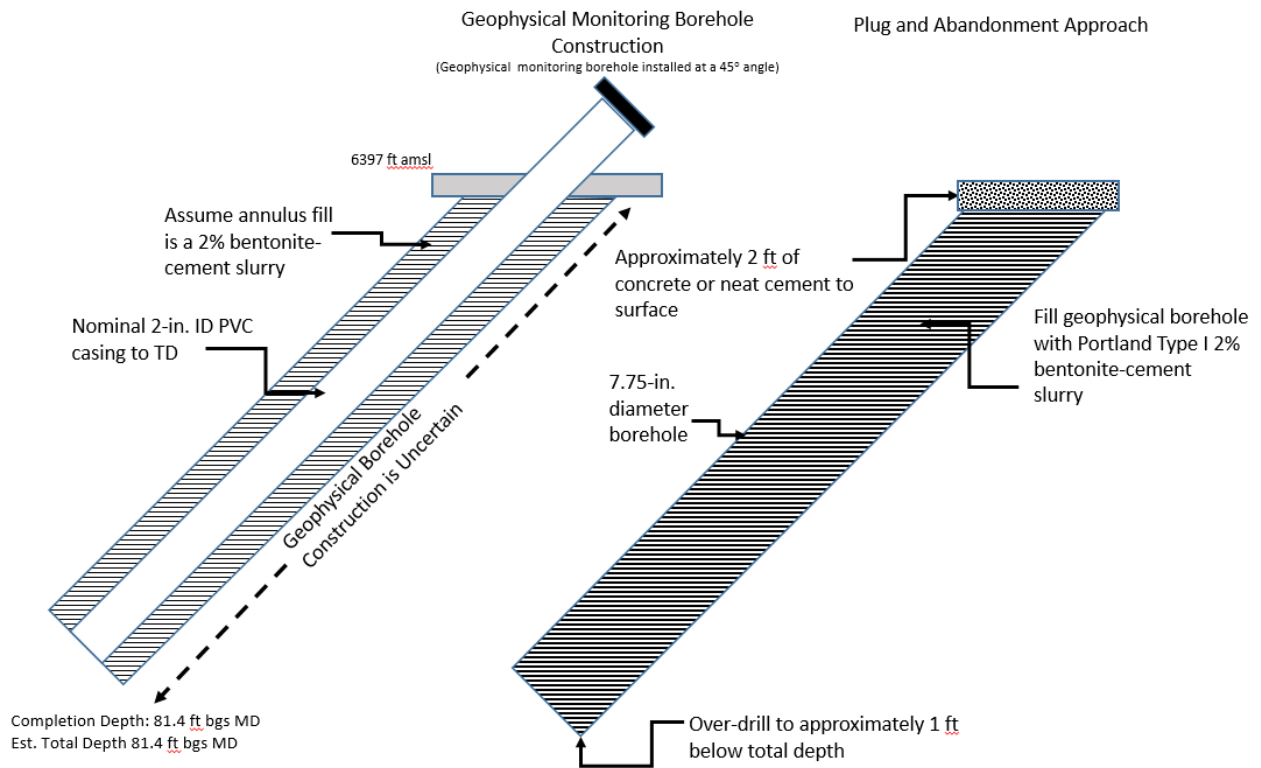 Geophysical Monitoring Borehole
Construction
(Geophysical monitoring borehole installed at a 45° angle)
Plug and Abandonment Approach
6397 ft amsl
Assume annulus fill
is a 2% bentonite-
cement slurry
Nominal 2-in. ID PVC
casing to TD
Geophysical Borehole
Construction is Uncertain
Completion Depth: 81.4 ft bgs MD
Est. Total Depth 81.4 ft bgs MD
Approximately 2 ft of
concrete or neat cement to
surface
7.75-in.
diameter
borehole
Fill geophysical borehole
with Portland Type I 2%
bentonite-cement
slurry
Over-drill to approximately 1 ft
below total depth